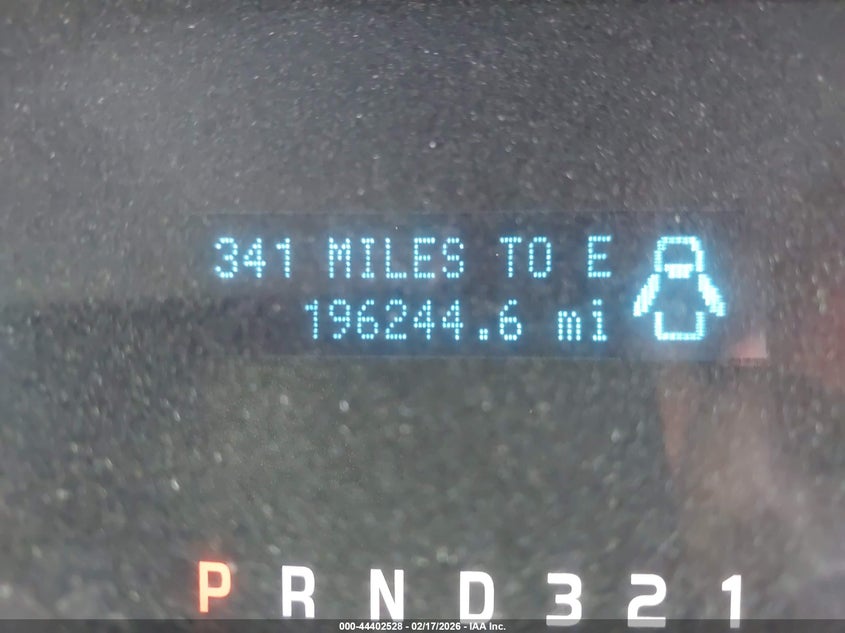 341 MILES TO E
196244.6 mi
P R N D 3 2 1
000-44402528 - 02/17/2026 - IAA Inc.